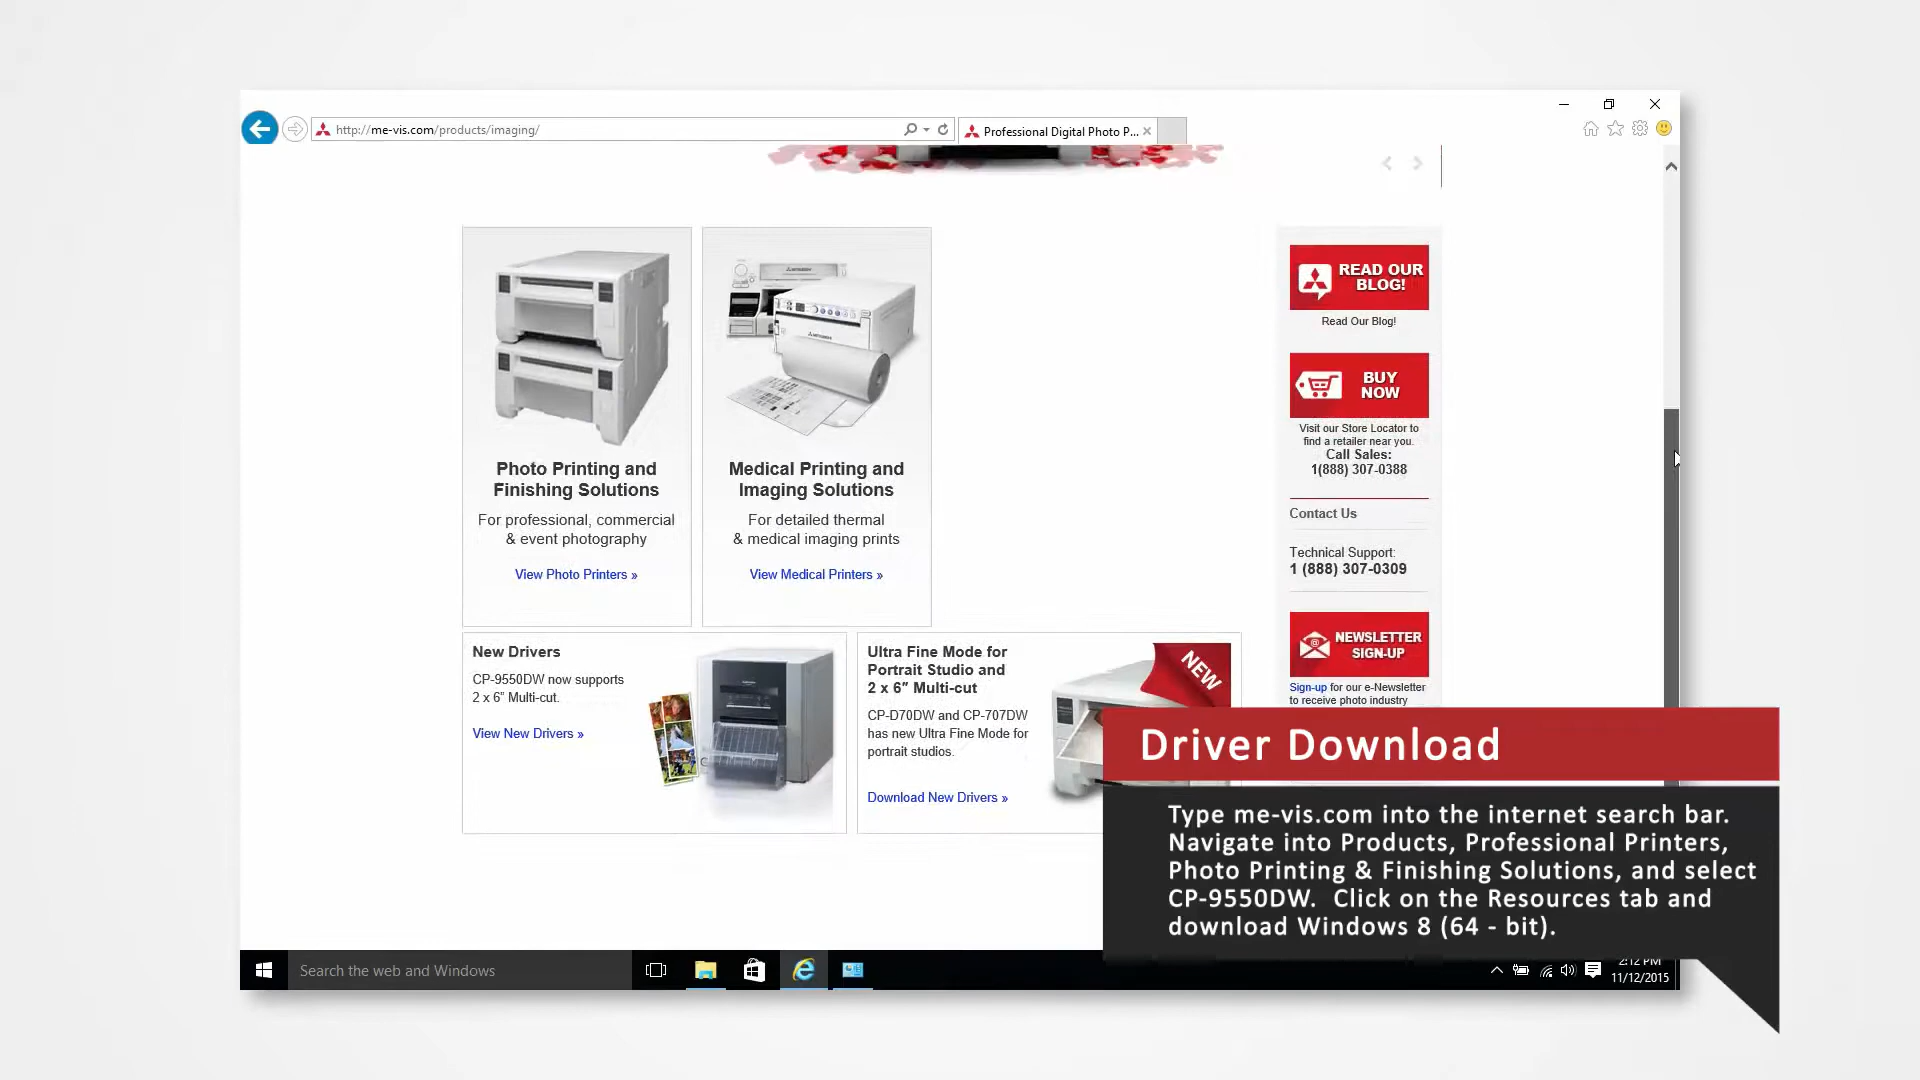 http://me-vis.com/products/imaging/
Professional Digital Photo P...
Photo Printing and
Finishing Solutions
For professional, commercial
& event photography
View Photo Printers »
Medical Printing and
Imaging Solutions
For detailed thermal
& medical imaging prints
View Medical Printers »
READ OUR
BLOG!
Read Our Blog!
BUY
NOW
Visit our Store Locator to
find a retailer near you.
Call Sales:
1(888) 307-0388
Contact Us
Technical Support:
1 (888) 307-0309
NEWSLETTER
SIGN-UP
Sign-up for our e-Newsletter
to receive photo industry
New Drivers
CP-9550DW now supports
2 x 6" Multi-cut.
View New Drivers »
Ultra Fine Mode for
Portrait Studio and
2 x 6" Multi-cut
CP-D70DW and CP-707DW
has new Ultra Fine Mode for
portrait studios.
Download New Drivers »
NEW
Driver Download
Type me-vis.com into the internet search bar.
Navigate into Products, Professional Printers,
Photo Printing & Finishing Solutions, and select
CP-9550DW.  Click on the Resources tab and
download Windows 8 (64 - bit).
Search the web and Windows
2:12 PM
11/12/2015